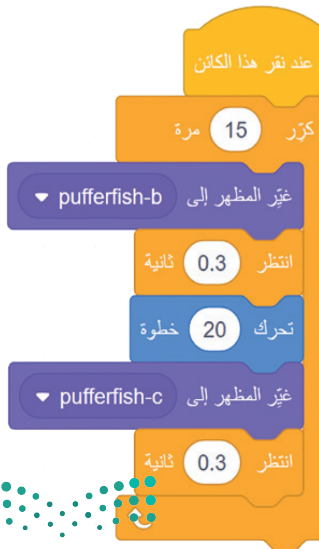 عند نقر هذا الكائن
كرِّر 15 مرة
غيِّر المظهر إلى pufferfish-b
انتظر 0.3 ثانية
تحرك 20 خطوة
غيِّر المظهر إلى pufferfish-c
انتظر 0.3 ثانية